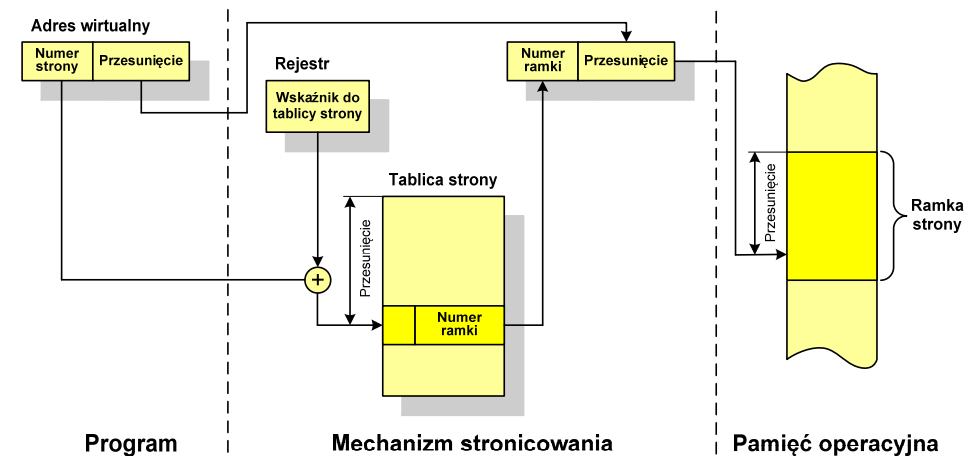 Adres wirtualny
Numer
strony
Przesunięcie
Rejestr
Wskaźnik do
tablicy strony
Numer
ramki
Przesunięcie
Tablica strony
Przesunięcie
Numer
ramki
Przesunięcie
Ramka
strony
Program
Mechanizm stronicowania
Pamięć operacyjna